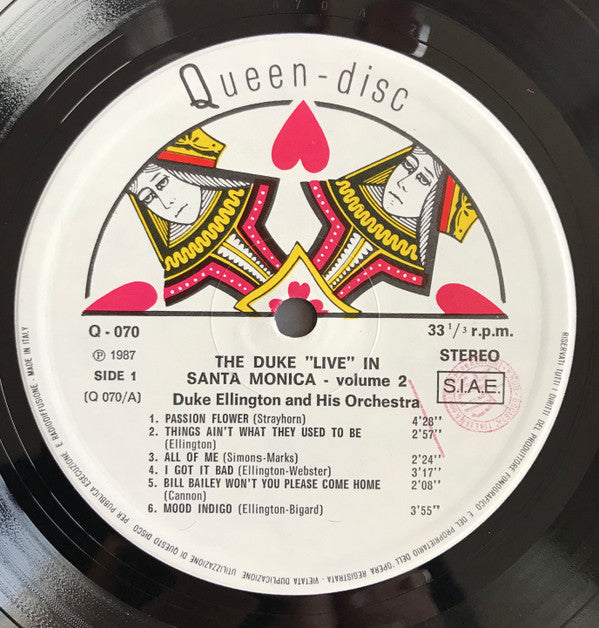 Queen-disc
Q - 070
33 1/3 r.p.m.
℗ 1987
STEREO
SIDE 1
(Q 070/A)
S.I.A.E.
THE DUKE "LIVE" IN
SANTA MONICA - volume 2
Duke Ellington and His Orchestra
1. PASSION FLOWER (Strayhorn) 4'28''
2. THINGS AIN'T WHAT THEY USED TO BE 2'57''
(Ellington)
3. ALL OF ME (Simons-Marks) 2'24''
4. I GOT IT BAD (Ellington-Webster) 3'17''
5. BILL BAILEY WON'T YOU PLEASE COME HOME 2'08''
(Cannon)
6. MOOD INDIGO (Ellington-Bigard) 3'55''
RISERVATI TUTTI I DIRITTI DEL PRODUTTORE FONOGRAFICO E DEL PROPRIETARIO DELL'OPERA REGISTRATA - VIETATA DUPLICAZIONE UTILIZZAZIONE DI QUESTO DISCO PER PUBBLICA ESECUZIONE E RADIODIFFUSIONE - MADE IN ITALY